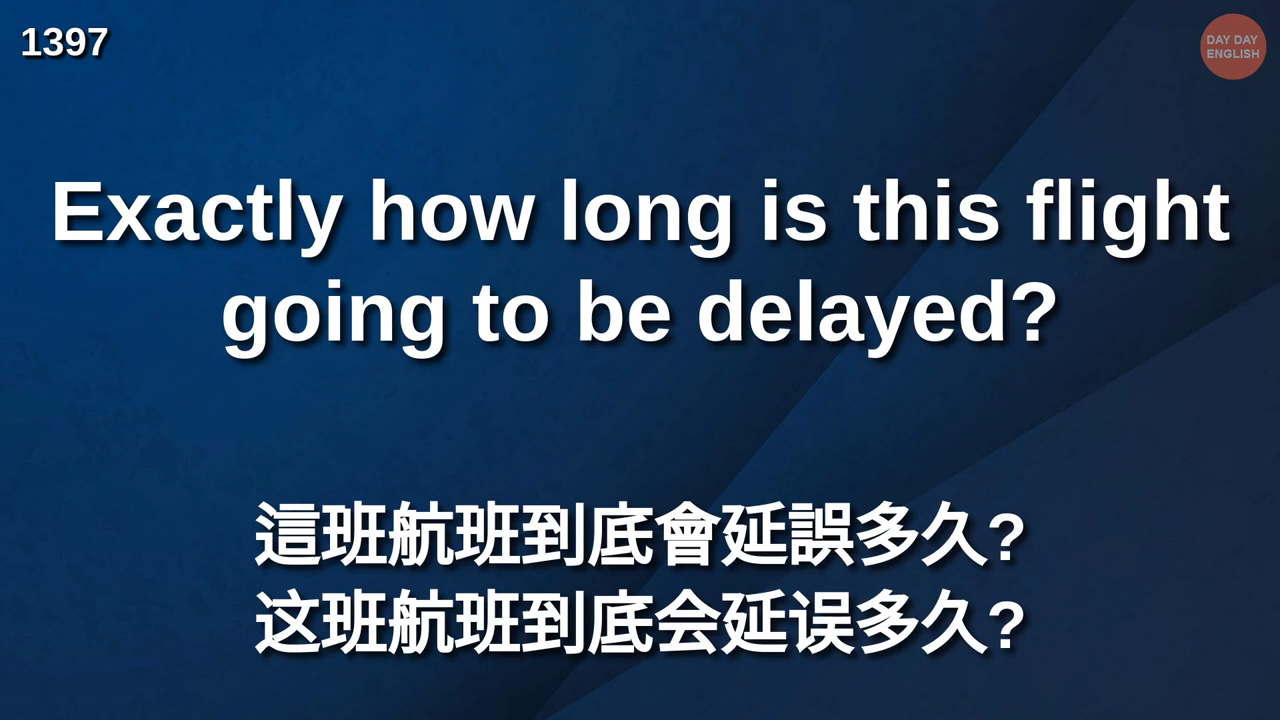 1397
DAY DAY
ENGLISH
Exactly how long is this flight
going to be delayed?
這班航班到底會延誤多久?
这班航班到底会延误多久?